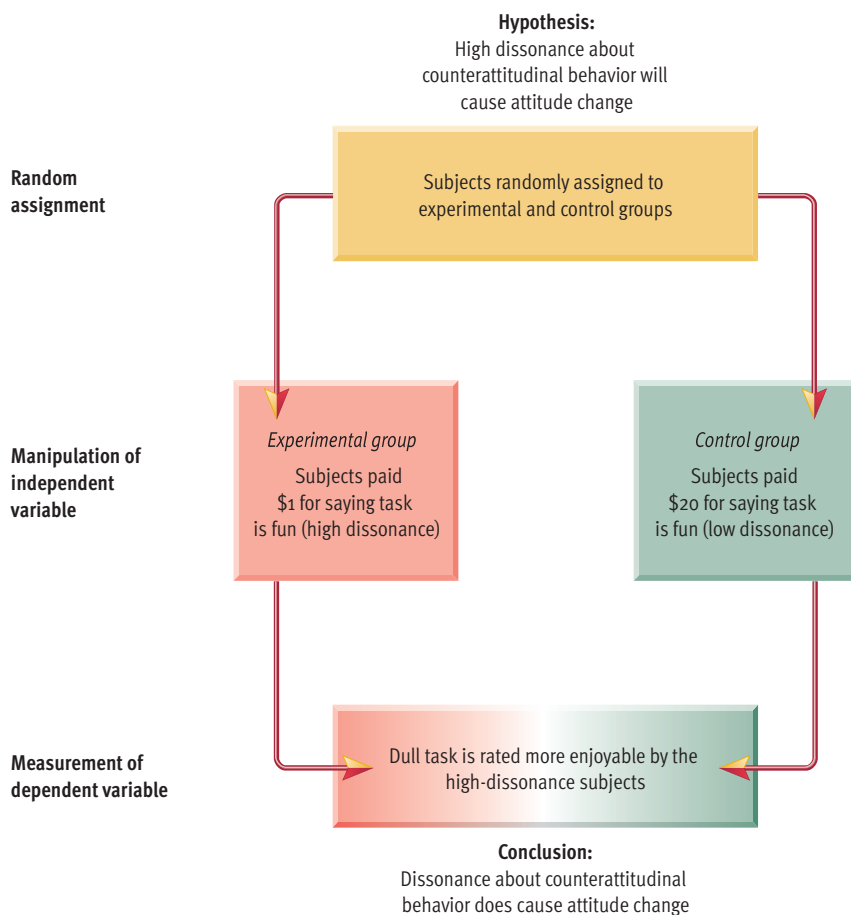 Hypothesis:
High dissonance about
counterattitudinal behavior will
cause attitude change
Random
assignment
Subjects randomly assigned to
experimental and control groups
Manipulation of
independent
variable
Experimental group
Subjects paid
$1 for saying task
is fun (high dissonance)
Control group
Subjects paid
$20 for saying task
is fun (low dissonance)
Measurement of
dependent variable
Dull task is rated more enjoyable by the
high-dissonance subjects
Conclusion:
Dissonance about counterattitudinal
behavior does cause attitude change